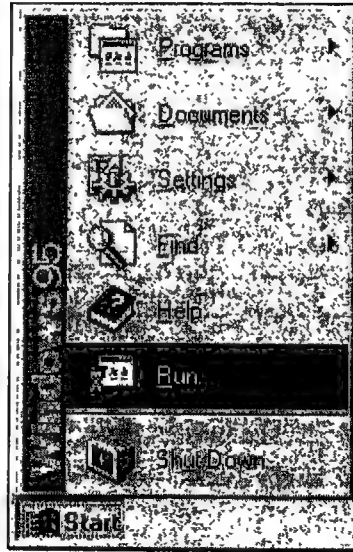 Programs
Documents
Settings
Find
Help
Run...
Shut Down...
Windows95
Start